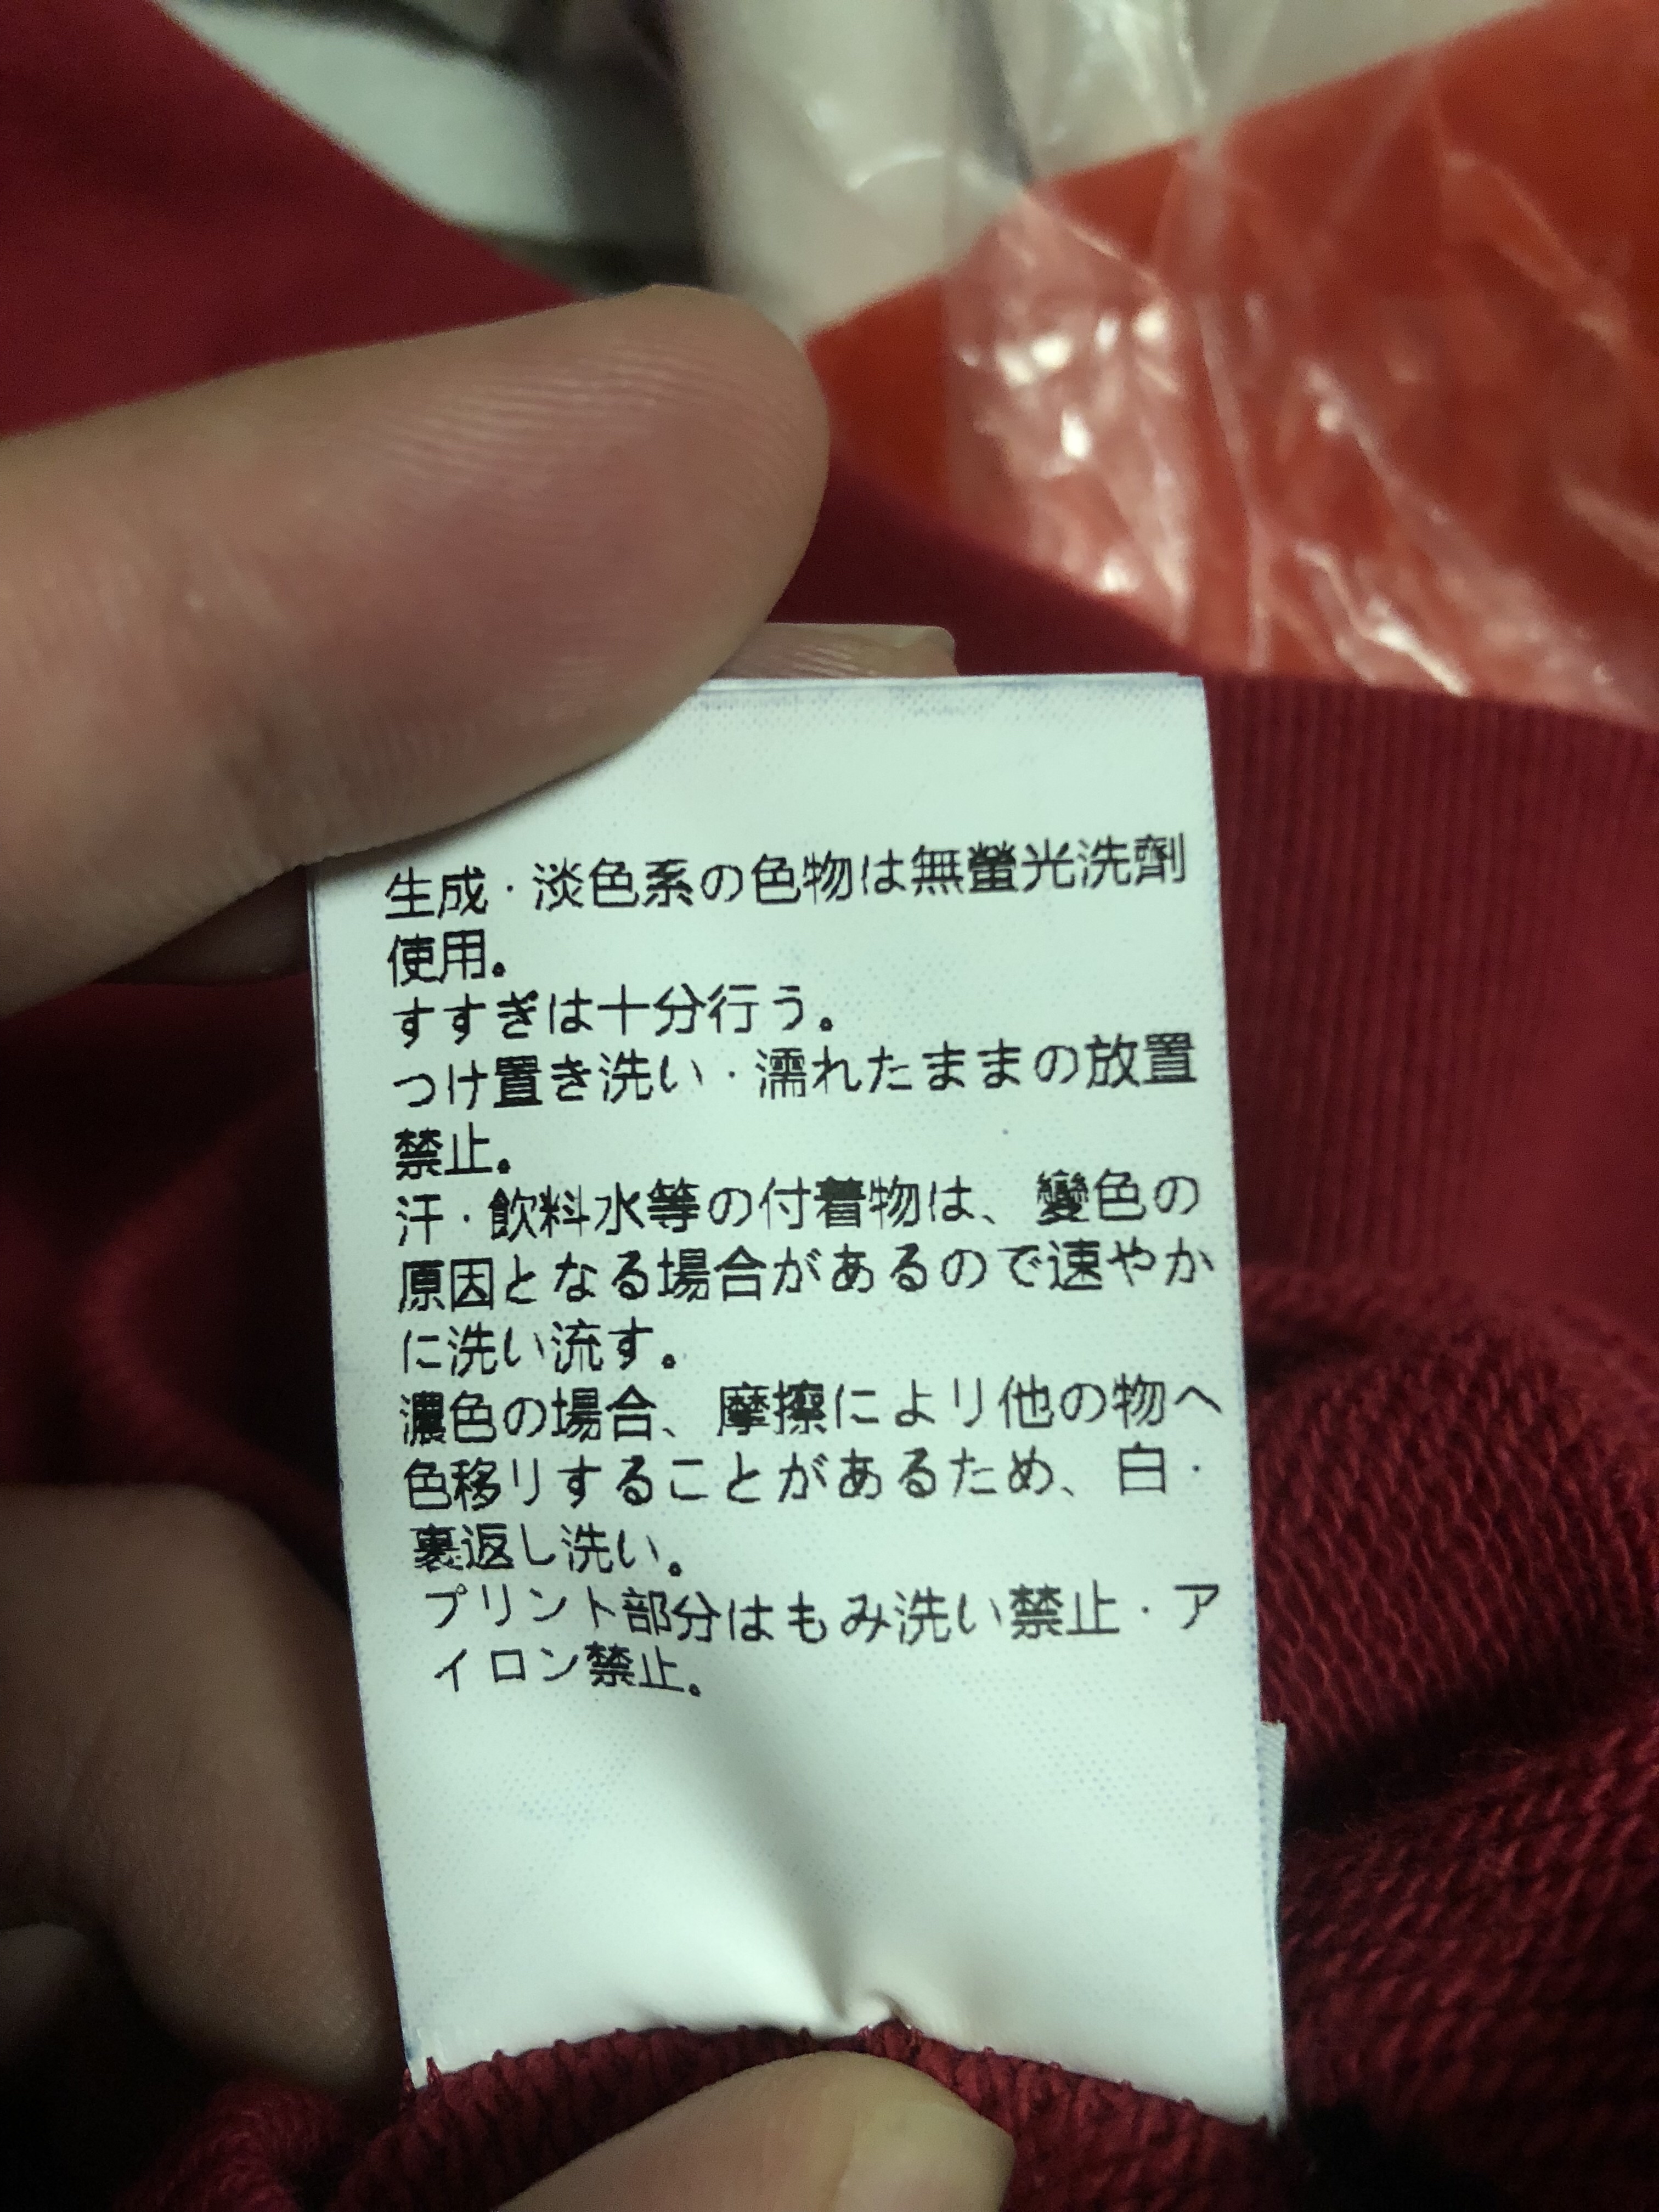 生成・淡色系の色物は無螢光洗劑
使用。
すすぎは十分行う。
つけ置き洗い・濡れたままの放置
禁止。
汗・飲料水等の付着物は、變色の
原因となる場合があるので速やか
に洗い流す。
濃色の場合、摩擦により他の物へ
色移りすることがあるため、白・
裏返し洗い。
プリント部分はもみ洗い禁止・ア
イロン禁止。